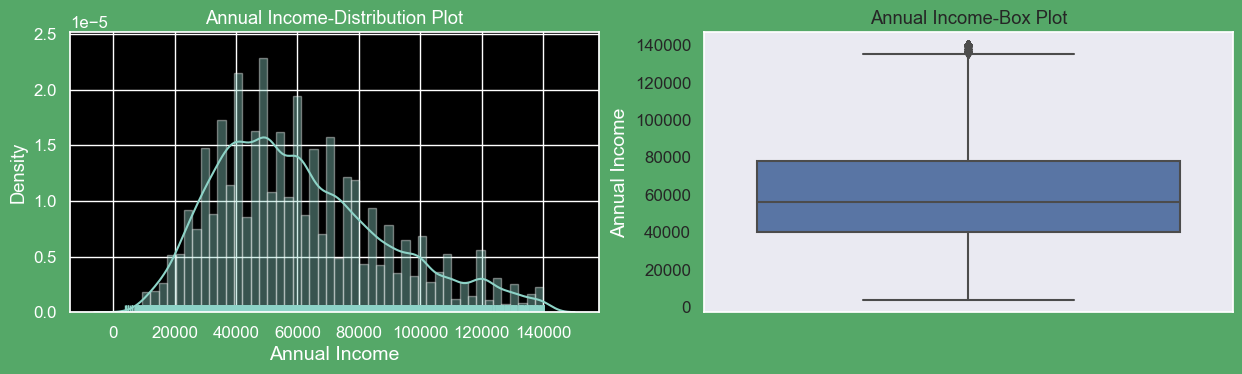 Annual Income-Distribution Plot
1e−5
2.5
2.0
1.5
1.0
0.5
0.0
Density
0 20000 40000 60000 80000 100000 120000 140000
Annual Income
Annual Income-Box Plot
140000
120000
100000
80000
60000
40000
20000
0
Annual Income